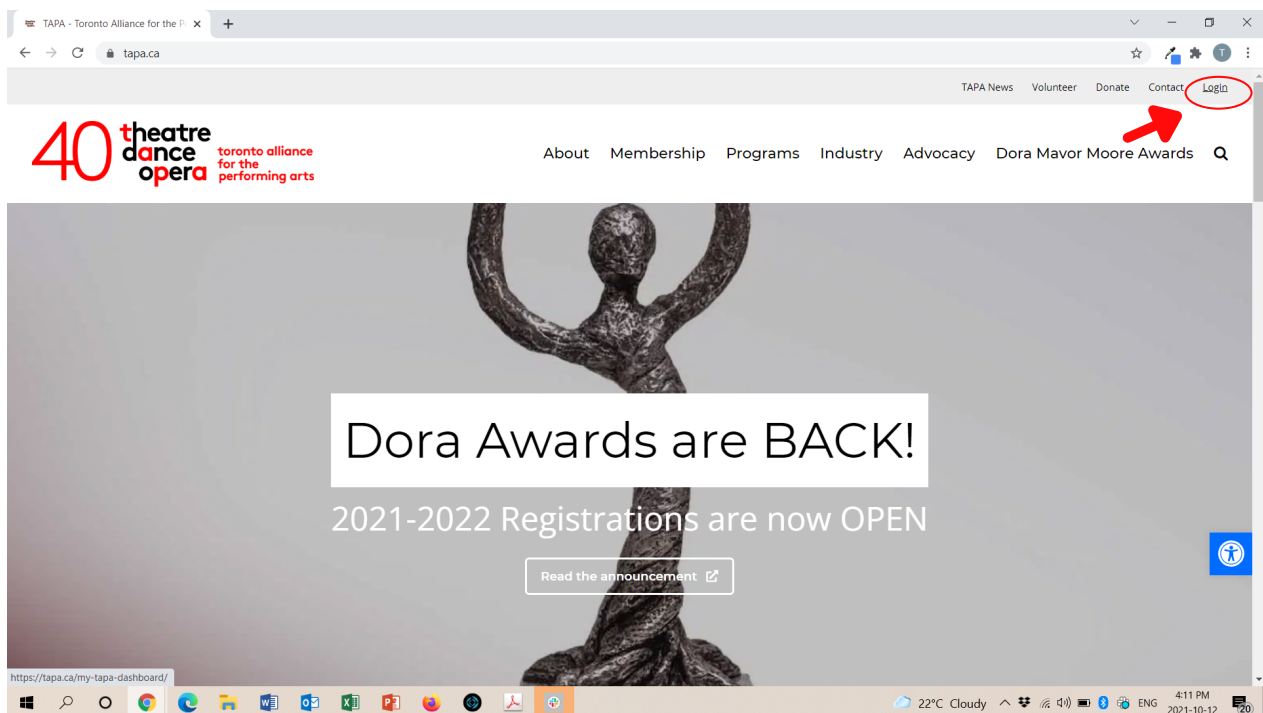 TAPA - Toronto Alliance for the P
tapa.ca
T
TAPA News Volunteer Donate Contact Login
40 theatre dance opera
toronto alliance
for the
performing arts
About Membership Programs Industry Advocacy Dora Mavor Moore Awards
Dora Awards are BACK!
2021-2022 Registrations are now OPEN
Read the announcement
https://tapa.ca/my-tapa-dashboard/
22°C Cloudy ENG 4:11 PM
2021-10-12
20